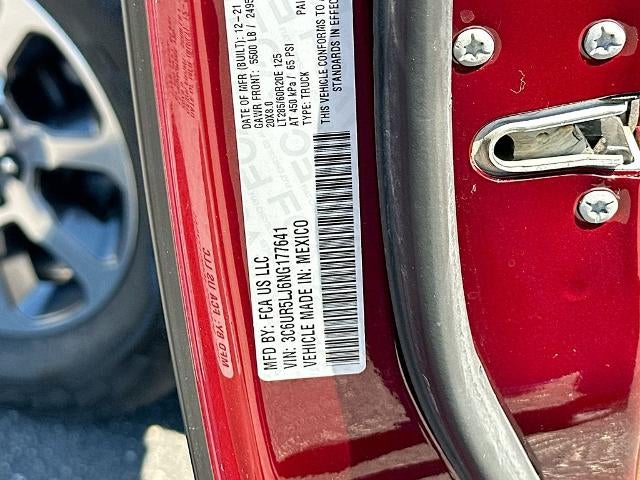 DATE OF MFR (BUILT): 12-21
GAWR FRONT: 5500 LB / 2495
20X8.0
LT285/60R20E 125
AT 450 kPa / 65 PSI
TYPE: TRUCK
THIS VEHICLE CONFORMS TO
STANDARDS IN EFFECT
MFD BY: FCA US LLC
VIN: 3C6UR5LJ6NG177641
VEHICLE MADE IN: MEXICO